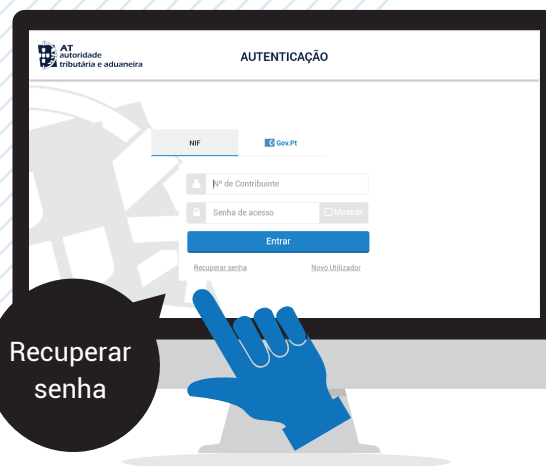 AT
autoridade
tributária e aduaneira
AUTENTICAÇÃO
NIF
Gov.Pt
Nº de Contribuinte
Senha de acesso
Mostrar
Entrar
Recuperar senha
Novo Utilizador
Recuperar
senha